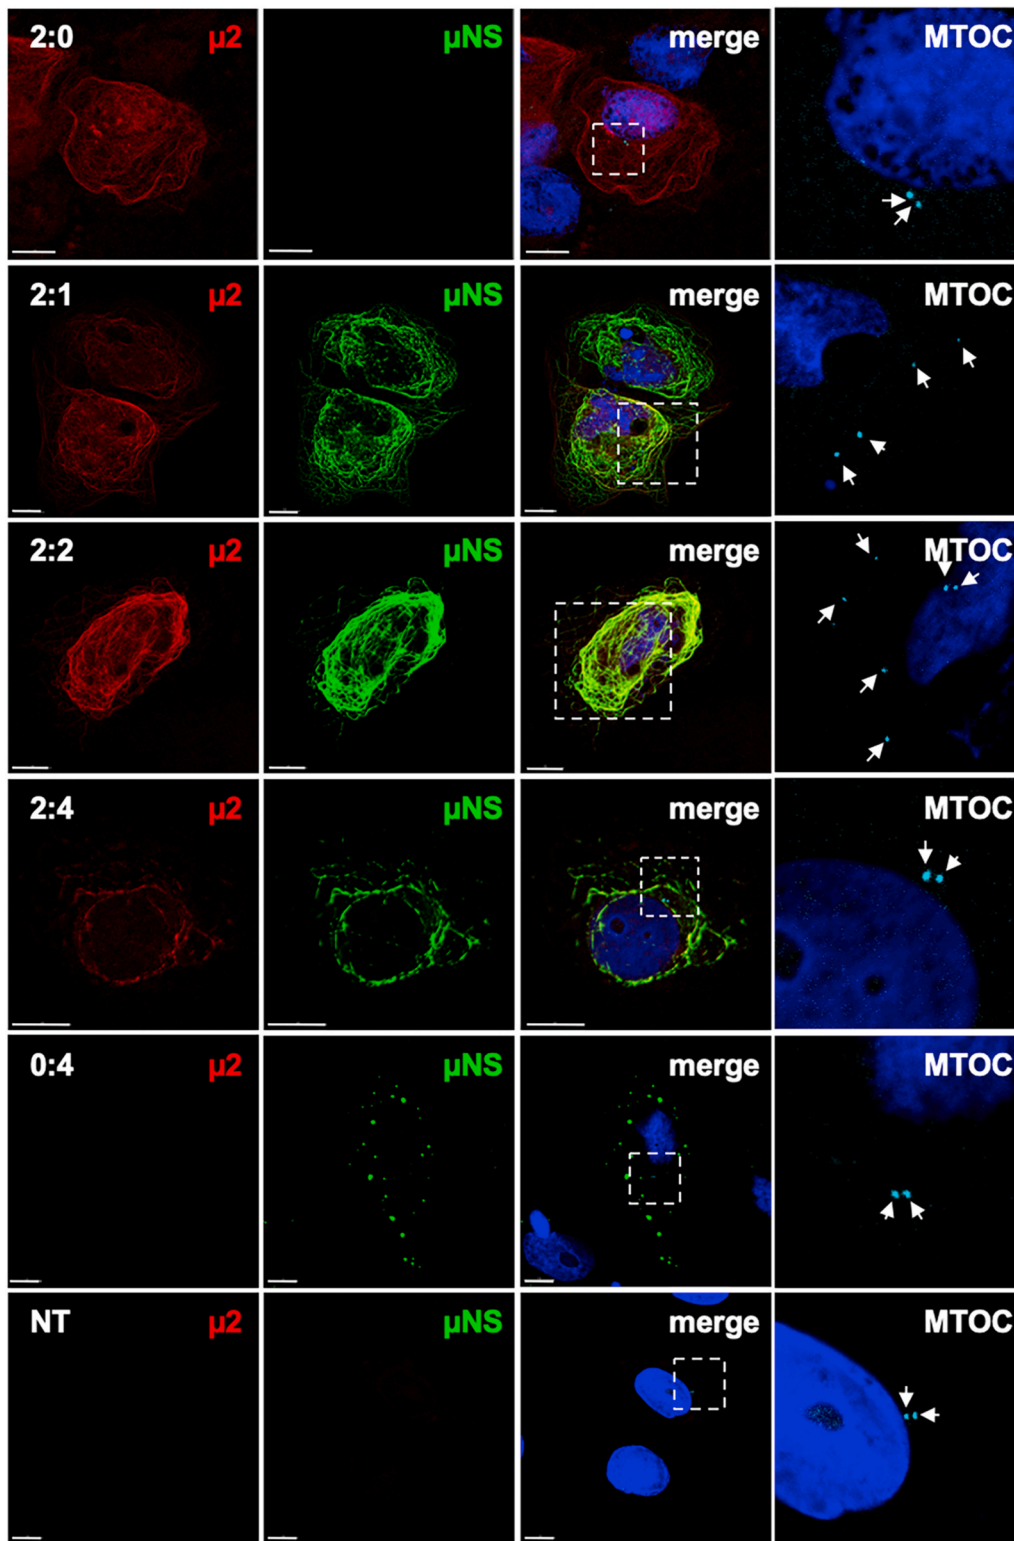 2:0 µ2 µNS merge MTOC
2:1 µ2 µNS merge MTOC
2:2 µ2 µNS merge MTOC
2:4 µ2 µNS merge MTOC
0:4 µ2 µNS merge MTOC
NT µ2 µNS merge MTOC